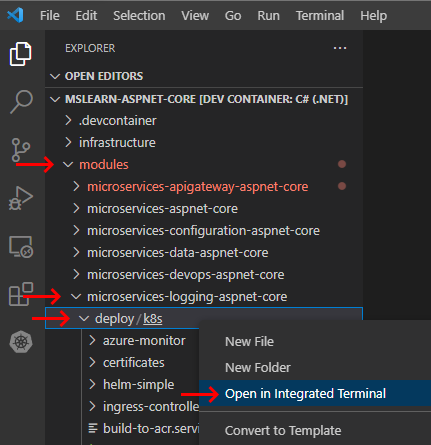 File Edit Selection View Go Run Terminal Help
EXPLORER
OPEN EDITORS
MSLEARN-ASPNET-CORE [DEV CONTAINER: C# (.NET)]
.devcontainer
infrastructure
modules
microservices-apigateway-aspnet-core
microservices-aspnet-core
microservices-configuration-aspnet-core
microservices-data-aspnet-core
microservices-devops-aspnet-core
microservices-logging-aspnet-core
deploy/k8s
azure-monitor
New File
certificates
New Folder
helm-simple
Open in Integrated Terminal
ingress-controlle
build-to-acr.servi
Convert to Template